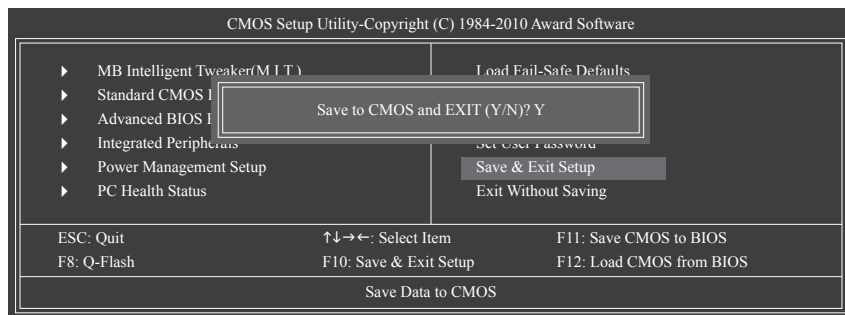 CMOS Setup Utility-Copyright (C) 1984-2010 Award Software
MB Intelligent Tweaker(M.I.T.)
Standard CMOS
Advanced BIOS
Integrated Peripherals
Power Management Setup
PC Health Status
Load Fail-Safe Defaults
Set User Password
Save & Exit Setup
Exit Without Saving
Save to CMOS and EXIT (Y/N)? Y
ESC: Quit
↑↓→←: Select Item
F11: Save CMOS to BIOS
F8: Q-Flash
F10: Save & Exit Setup
F12: Load CMOS from BIOS
Save Data to CMOS